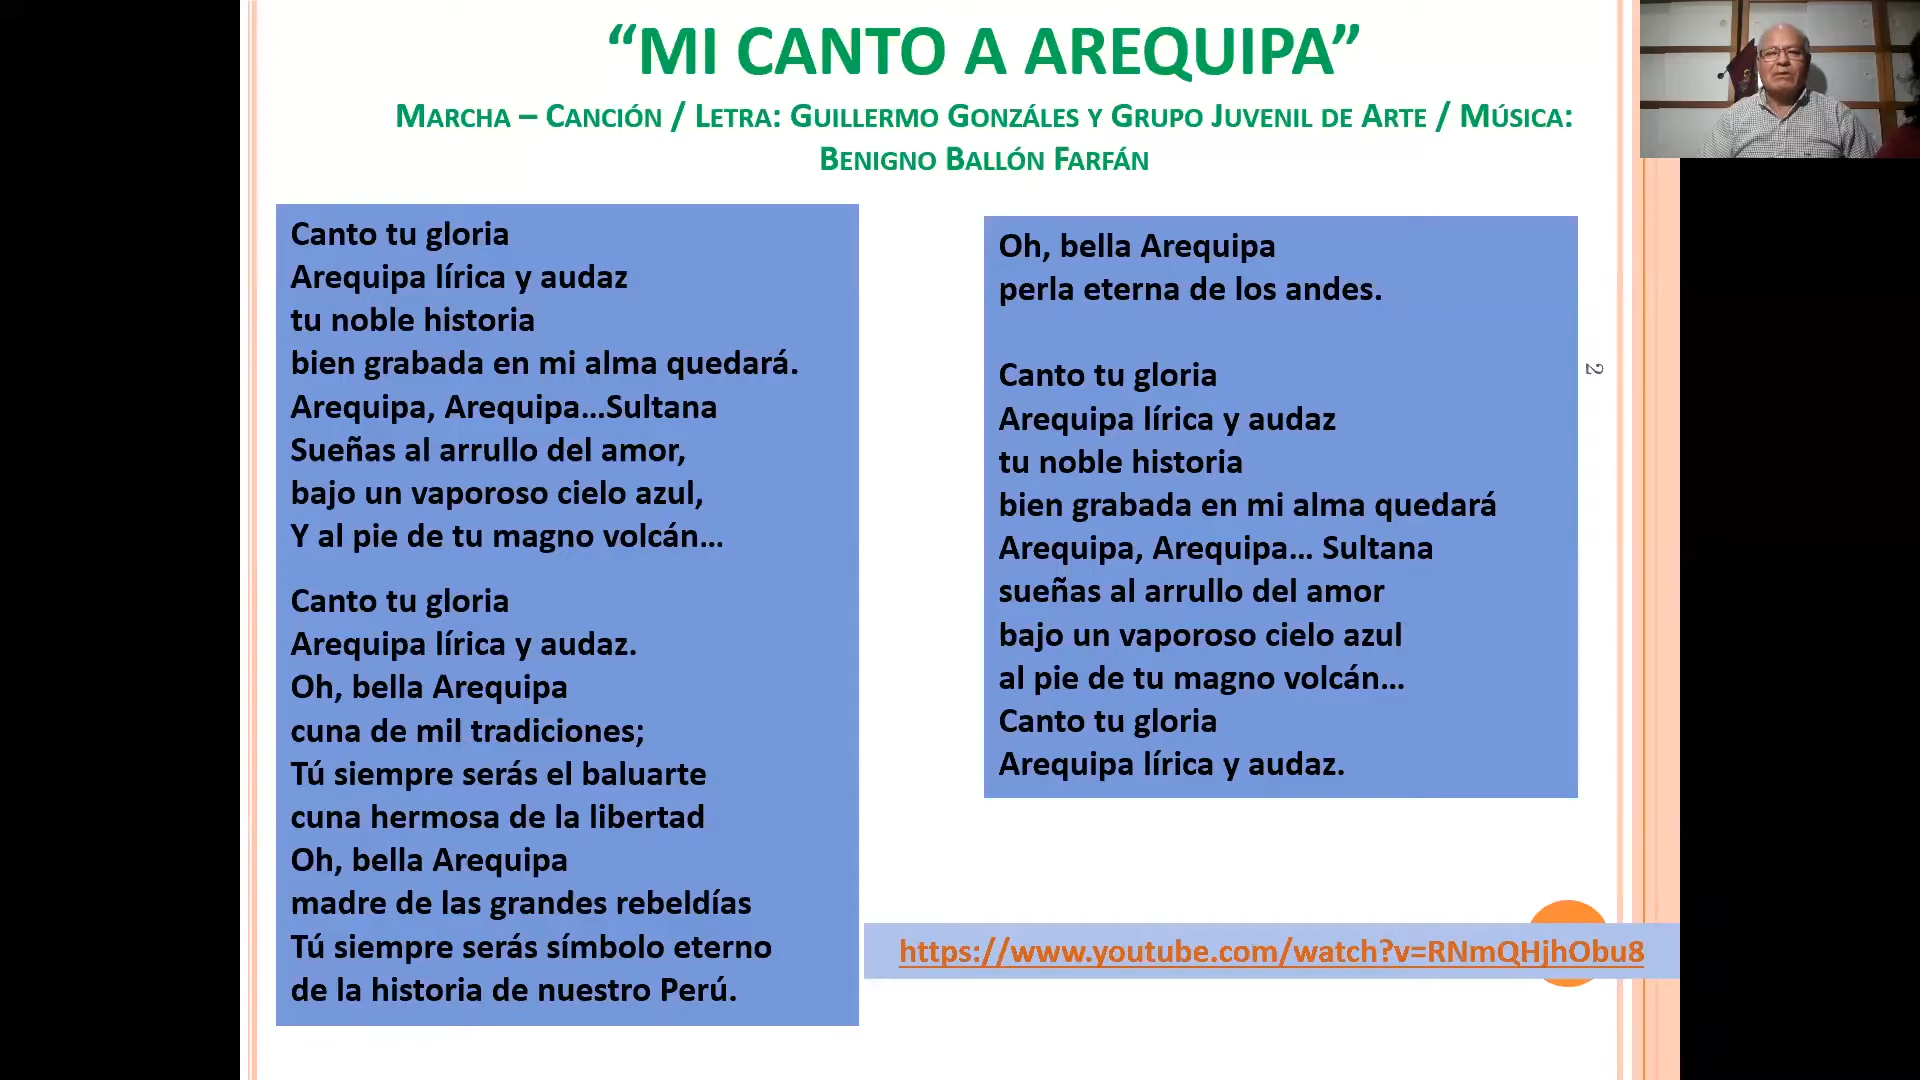 “MI CANTO A AREQUIPA”
MARCHA – CANCIÓN / LETRA: GUILLERMO GONZÁLES Y GRUPO JUVENIL DE ARTE / MÚSICA:
BENIGNO BALLÓN FARFÁN
Canto tu gloria
Arequipa lírica y audaz
tu noble historia
bien grabada en mi alma quedará.
Arequipa, Arequipa...Sultana
Sueñas al arrullo del amor,
bajo un vaporoso cielo azul,
Y al pie de tu magno volcán...
Canto tu gloria
Arequipa lírica y audaz.
Oh, bella Arequipa
cuna de mil tradiciones;
Tú siempre serás el baluarte
cuna hermosa de la libertad
Oh, bella Arequipa
madre de las grandes rebeldías
Tú siempre serás símbolo eterno
de la historia de nuestro Perú.
Oh, bella Arequipa
perla eterna de los andes.
Canto tu gloria
Arequipa lírica y audaz
tu noble historia
bien grabada en mi alma quedará
Arequipa, Arequipa... Sultana
sueñas al arrullo del amor
bajo un vaporoso cielo azul
al pie de tu magno volcán...
Canto tu gloria
Arequipa lírica y audaz.
2
https://www.youtube.com/watch?v=RNmQHjhObu8